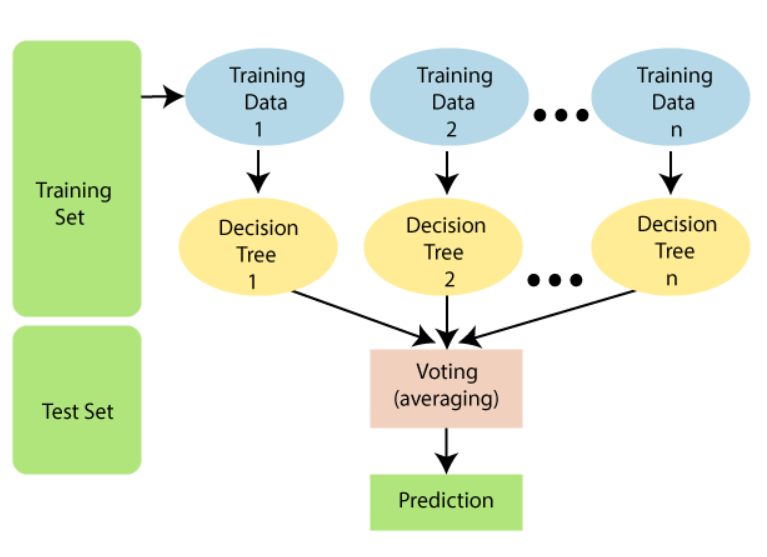 Training
Set
Test Set
Training
Data
1
Training
Data
2
Training
Data
n
Decision
Tree
1
Decision
Tree
2
Decision
Tree
n
Voting
(averaging)
Prediction